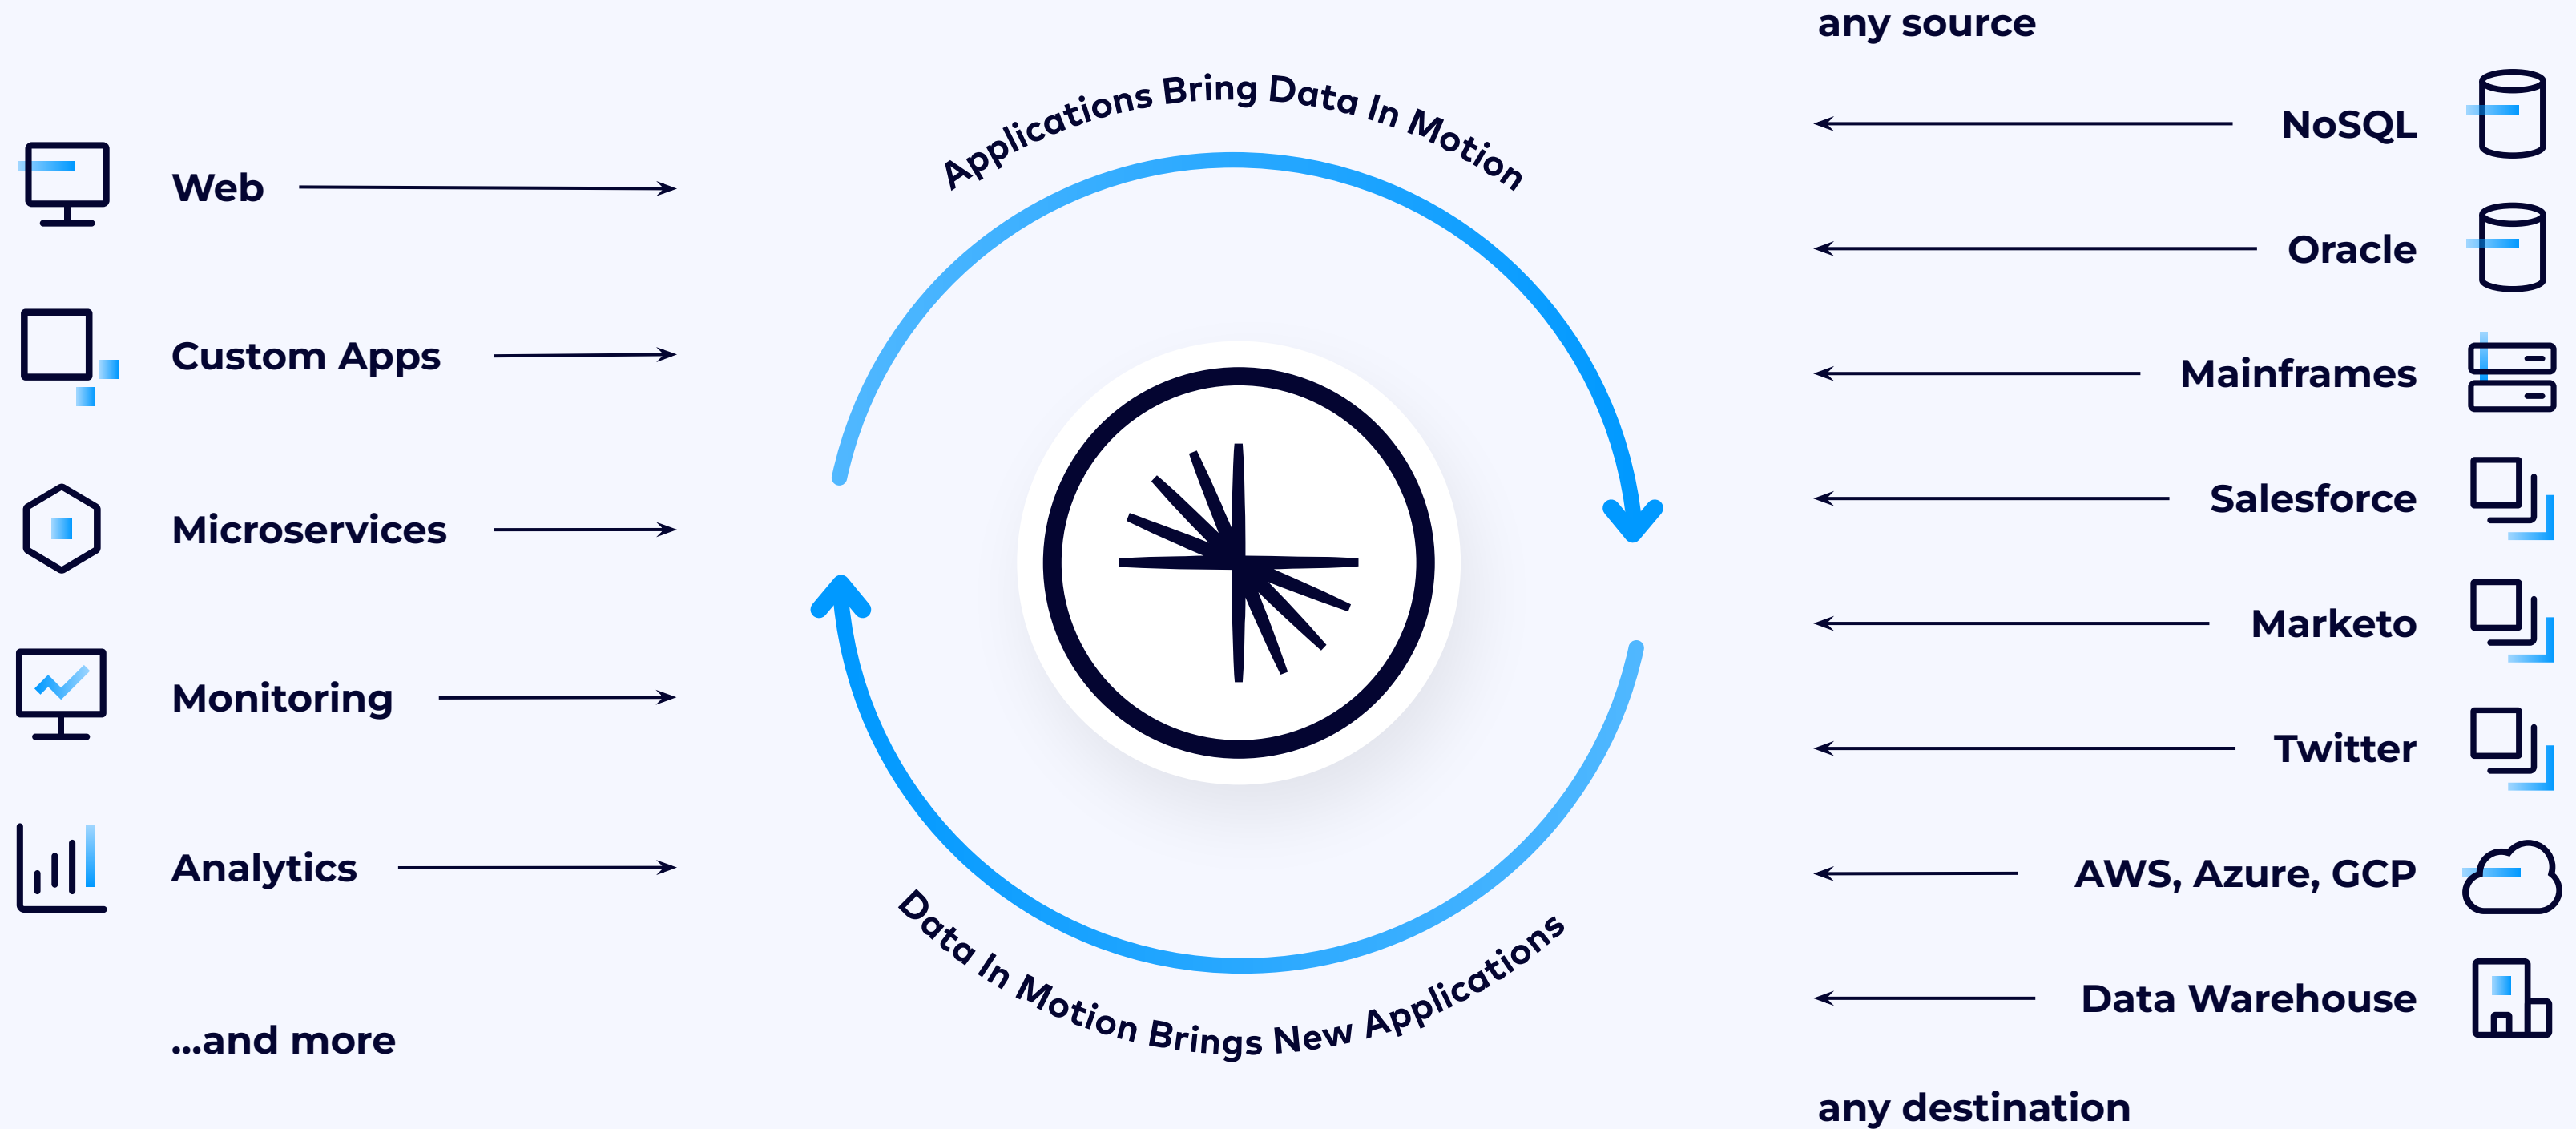 Web
Custom Apps
Microservices
Monitoring
Analytics
...and more
Applications Bring Data In Motion
Data In Motion Brings New Applications
any source
NoSQL
Oracle
Mainframes
Salesforce
Marketo
Twitter
AWS, Azure, GCP
Data Warehouse
any destination